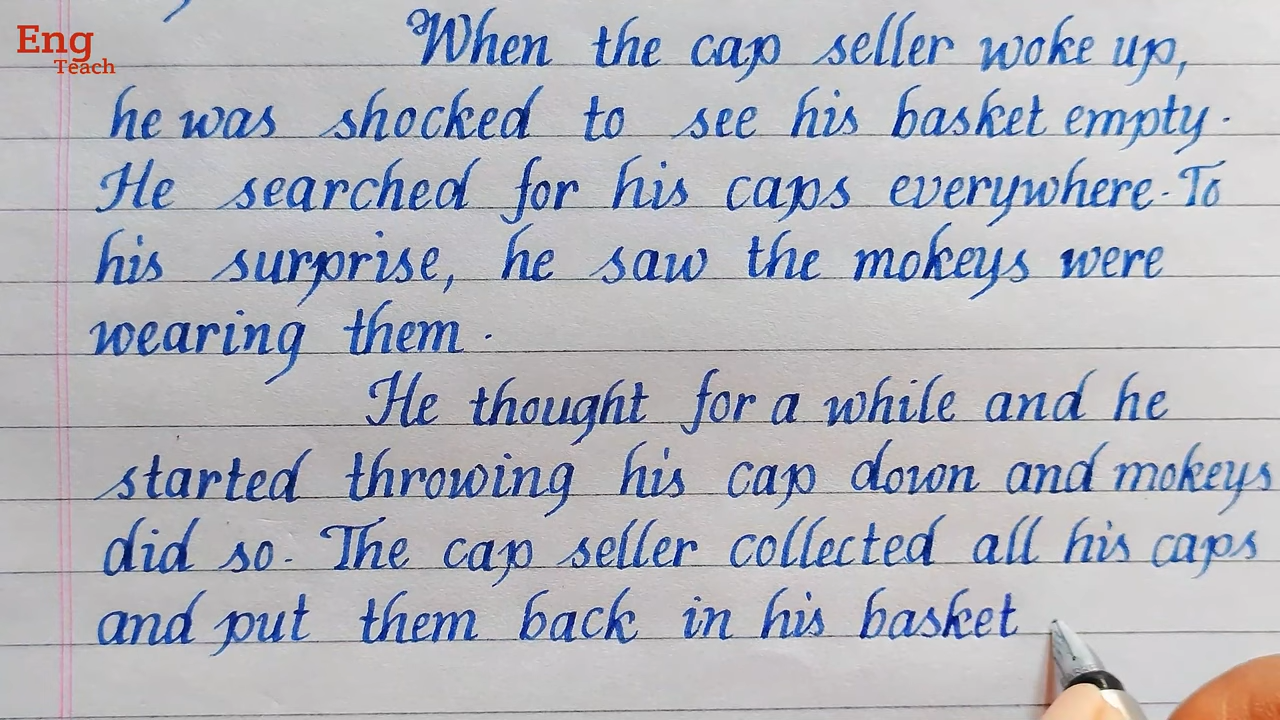 Eng
Teach
When the cap seller woke up,
he was shocked to see his basket empty.
He searched for his caps everywhere. To
his surprise, he saw the mokeys were
wearing them.
He thought for a while and he
started throwing his cap down and mokeys
did so. The cap seller collected all his caps
and put them back in his basket